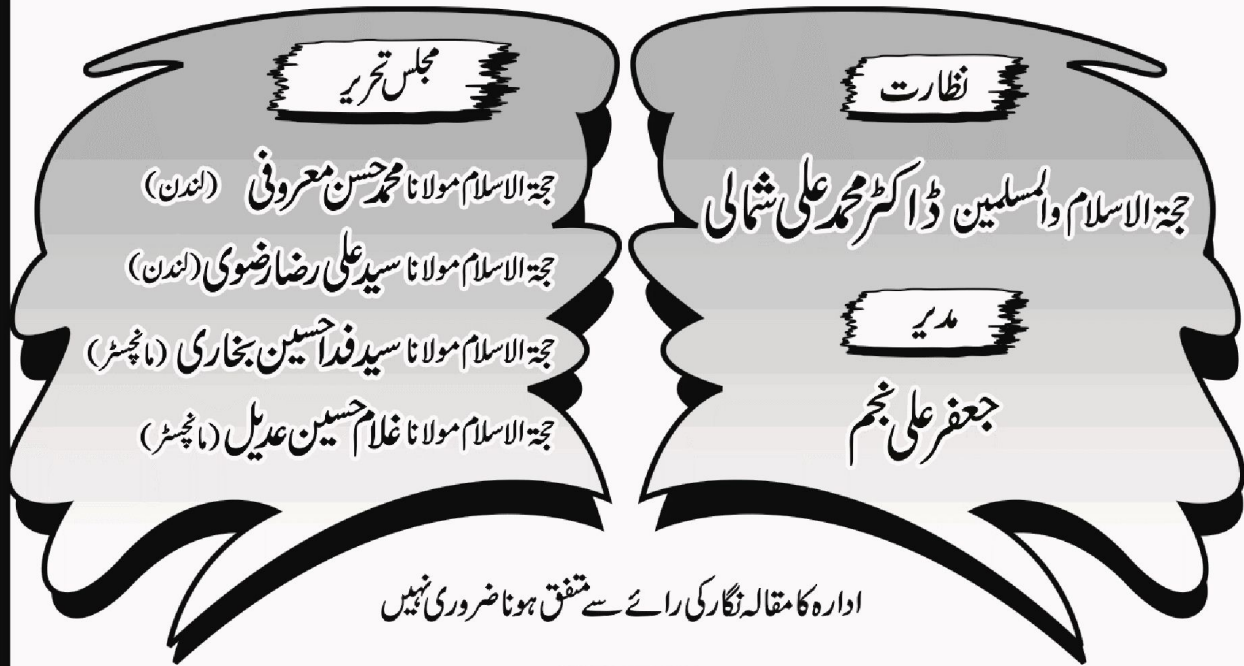 نظارت
حجۃ الاسلام والمسلمین ڈاکٹر محمد علی شمالی
مدیر
جعفر علی نجم
مجلس تحریر
حجۃ الاسلام مولانا محمد حسن معروفی (لندن)
حجۃ الاسلام مولانا سید علی رضا رضوی (لندن)
حجۃ الاسلام مولانا سید فدا حسین بخاری (مانچسٹر)
حجۃ الاسلام مولانا غلام حسین عدیل (مانچسٹر)
ادارہ کا مقالہ نگار کی رائے سے متفق ہونا ضروری نہیں